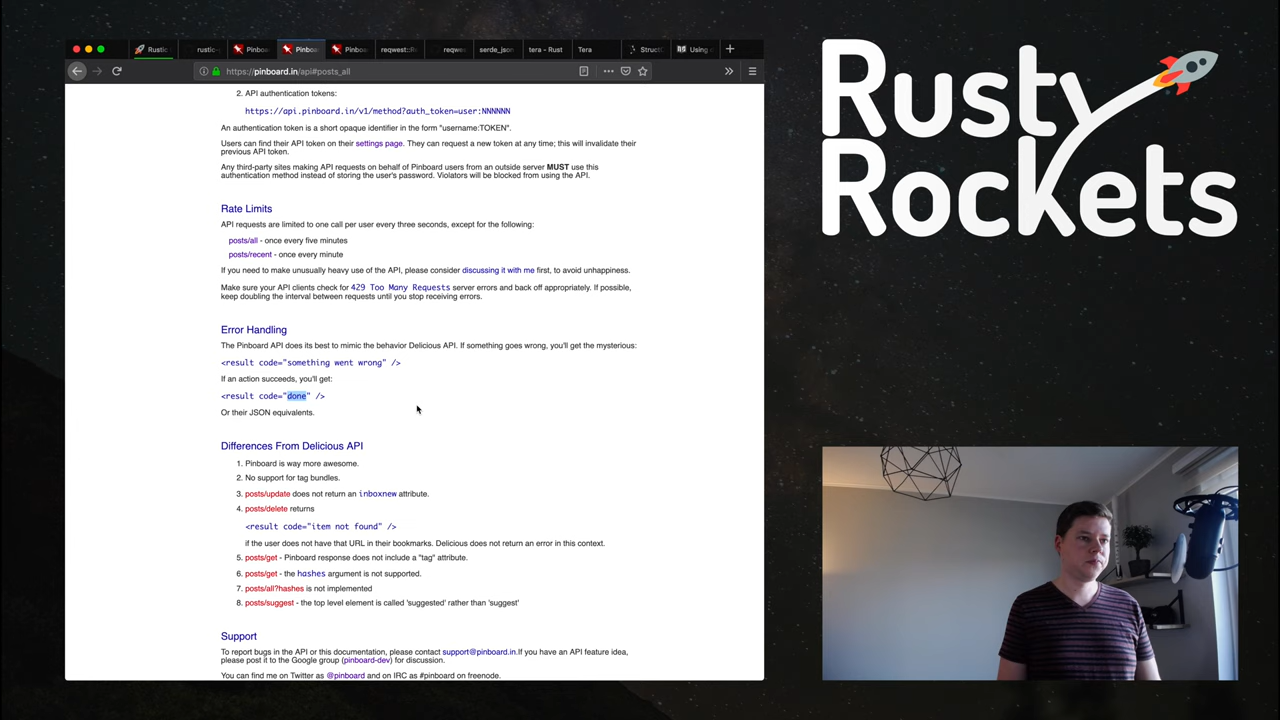 Rustic
rustic-
Pinboa
Pinboa
Pinboa
reqwest::R
reqwe
serde_json
tera - Rust
Tera
Struct
Using
https://pinboard.in/api#posts_all
2. API authentication tokens:
https://api.pinboard.in/v1/method?auth_token=user:NNNNNN
An authentication token is a short opaque identifier in the form "username:TOKEN".
Users can find their API token on their settings page. They can request a new token at any time; this will invalidate their
previous API token.
Any third-party sites making API requests on behalf of Pinboard users from an outside server MUST use this
authentication method instead of storing the user's password. Violators will be blocked from using the API.
Rate Limits
API requests are limited to one call per user every three seconds, except for the following:
posts/all - once every five minutes
posts/recent - once every minute
If you need to make unusually heavy use of the API, please consider discussing it with me first, to avoid unhappiness.
Make sure your API clients check for 429 Too Many Requests server errors and back off appropriately. If possible,
keep doubling the interval between requests until you stop receiving errors.
Error Handling
The Pinboard API does its best to mimic the behavior Delicious API. If something goes wrong, you'll get the mysterious:
<result code="something went wrong" />
If an action succeeds, you'll get:
<result code="done" />
Or their JSON equivalents.
Differences From Delicious API
1. Pinboard is way more awesome.
2. No support for tag bundles.
3. posts/update does not return an inboxnew attribute.
4. posts/delete returns
<result code="item not found" />
if the user does not have that URL in their bookmarks. Delicious does not return an error in this context.
5. posts/get - Pinboard response does not include a "tag" attribute.
6. posts/get - the hashes argument is not supported.
7. posts/all?hashes is not implemented
8. posts/suggest - the top level element is called 'suggested' rather than 'suggest'
Support
To report bugs in the API or this documentation, please contact support@pinboard.in.If you have an API feature idea,
please post it to the Google group (pinboard-dev) for discussion.
You can find me on Twitter as @pinboard and on IRC as #pinboard on freenode.
Rusty
Rockets